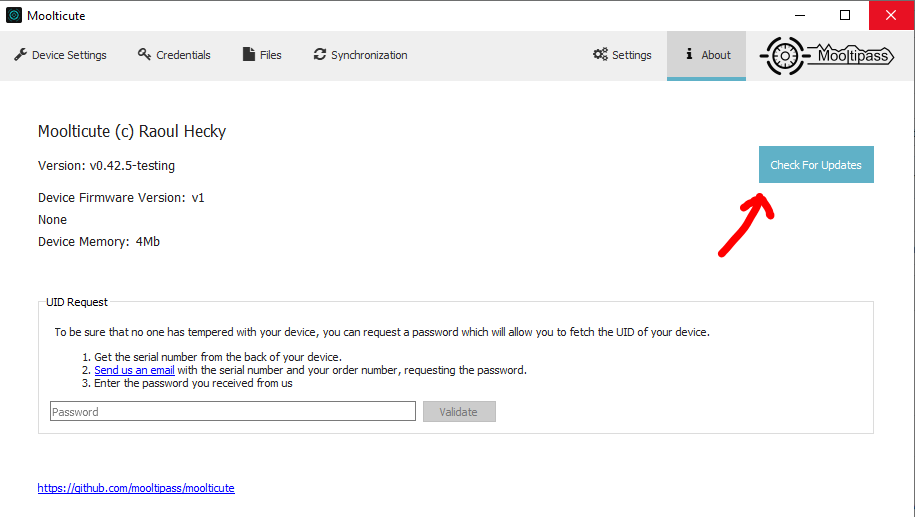 Moolticute
Device Settings Credentials Files Synchronization Settings About Mooltipass
Moolticute (c) Raoul Hecky
Version: v0.42.5-testing
Check For Updates
Device Firmware Version: v1
None
Device Memory: 4Mb
UID Request
To be sure that no one has tempered with your device, you can request a password which will allow you to fetch the UID of your device.
1. Get the serial number from the back of your device.
2. Send us an email with the serial number and your order number, requesting the password.
3. Enter the password you received from us
Password Validate
https://github.com/mooltipass/moolticute